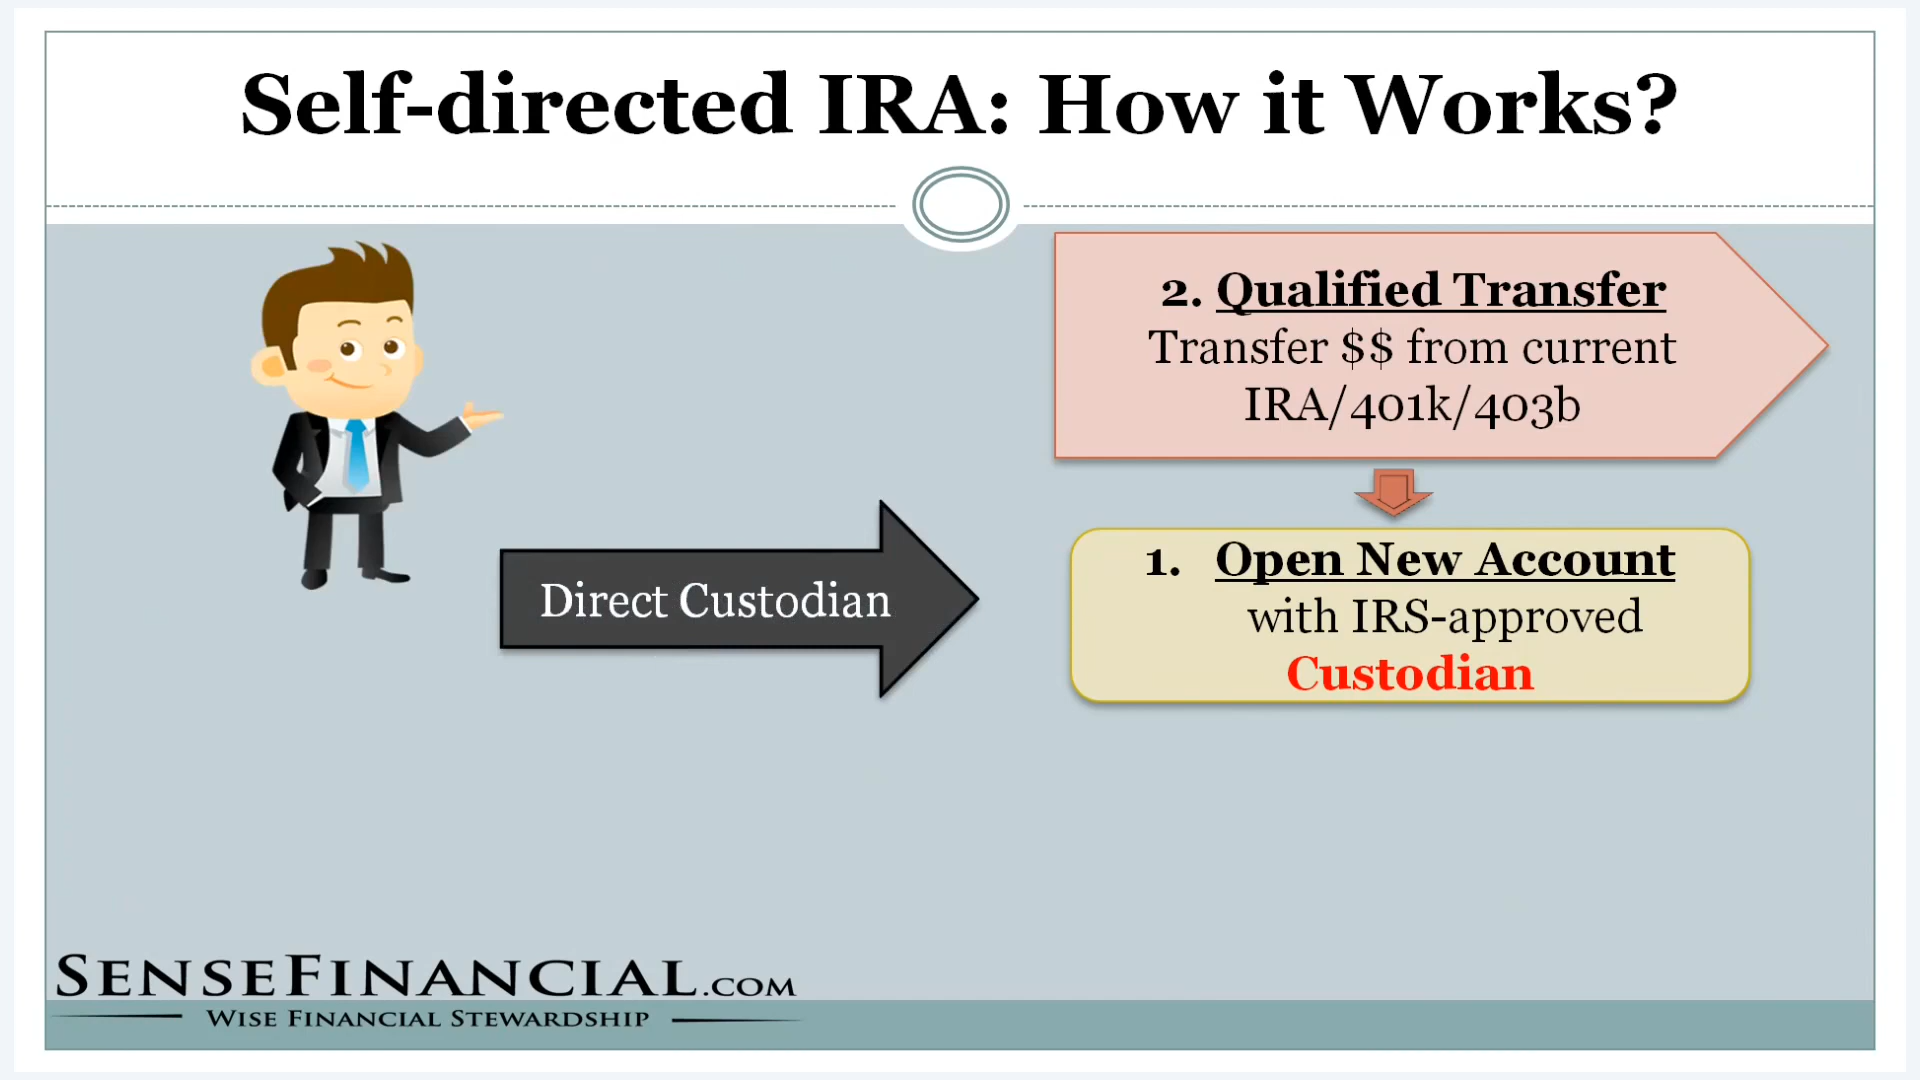 Self-directed IRA: How it Works?
2. Qualified Transfer
Transfer $$ from current
IRA/401k/403b
Direct Custodian
1. Open New Account
with IRS-approved
Custodian
SENSEFINANCIAL.COM
WISE FINANCIAL STEWARDSHIP